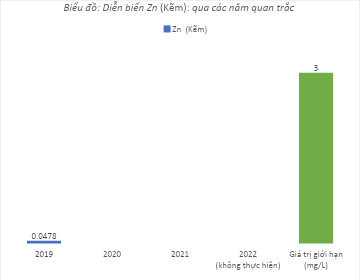 Biểu đồ: Diễn biến Zn (Kẽm): qua các năm quan trắc
Zn (Kẽm)
3
0.0478
2019
2020
2021
2022
(không thực hiện)
Giá trị giới hạn
(mg/L)